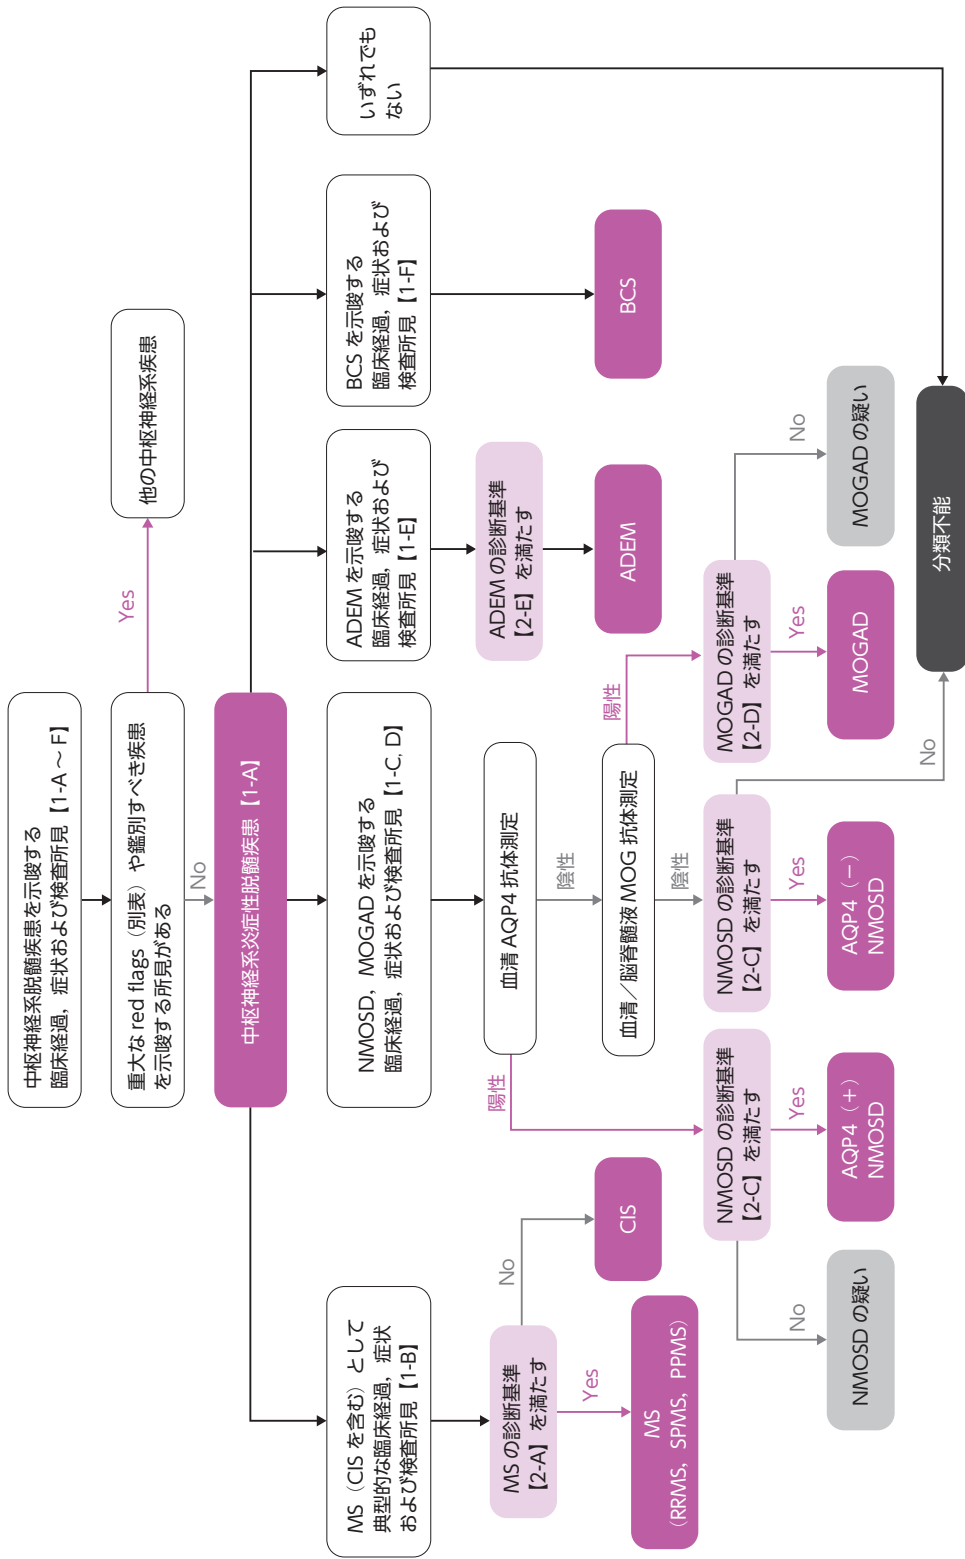 中枢神経系脱髄疾患を示唆する
臨床経過，症状および検査所見【1-A～F】
重大な red flags（別表）や鑑別すべき疾患
を示唆する所見がある
Yes
他の中枢神経系疾患
No
中枢神経系炎症性脱髄疾患【1-A】
MS（CIS を含む）として
典型的な臨床経過，症状
および検査所見【1-B】
NMOSD，MOGAD を示唆する
臨床経過，症状および検査所見【1-C, D】
ADEM を示唆する
臨床経過，症状および
検査所見【1-E】
BCS を示唆する
臨床経過，症状および
検査所見【1-F】
いずれでも
ない
MS の診断基準
【2-A】を満たす
No
CIS
Yes
MS
（RRMS，SPMS，PPMS）
血清 AQP4 抗体測定
陽性
陰性
血清／脳脊髄液 MOG 抗体測定
陽性
陰性
ADEM の診断基準
【2-E】を満たす
ADEM
BCS
NMOSD の診断基準
【2-C】を満たす
NMOSD の診断基準
【2-C】を満たす
MOGAD の診断基準
【2-D】を満たす
No
Yes
Yes
No
Yes
No
NMOSD の疑い
AQP4（＋）
NMOSD
AQP4（－）
NMOSD
MOGAD
MOGAD の疑い
分類不能